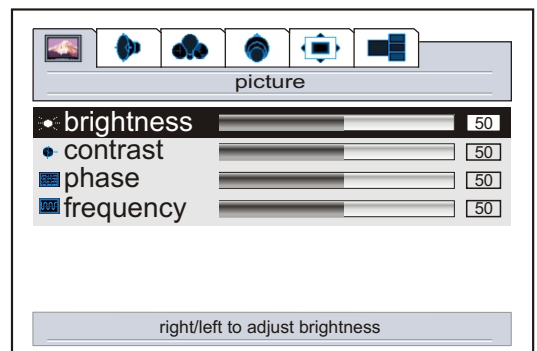 picture
brightness 50
contrast 50
phase 50
frequency 50
right/left to adjust brightness